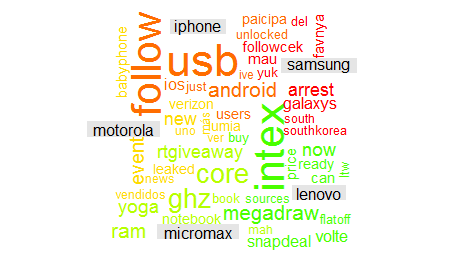 iphone
paicipa del
unlocked
favnya
followcek
mau
samsung
babyphone
follow
usb
ive yuk
ios just
android
arrest
galaxys
verizon
new
users
south
motorola
uno
más
lumia
southkorea
ver buy
event
rtgiveaway
price
now
leaked
core
intex
ready
ltw
news
can
vendidos
ghz
book sources
lenovo
yoga
notebook
megadraw
flatoff
ram
micromax
mah
snapdeal
volte